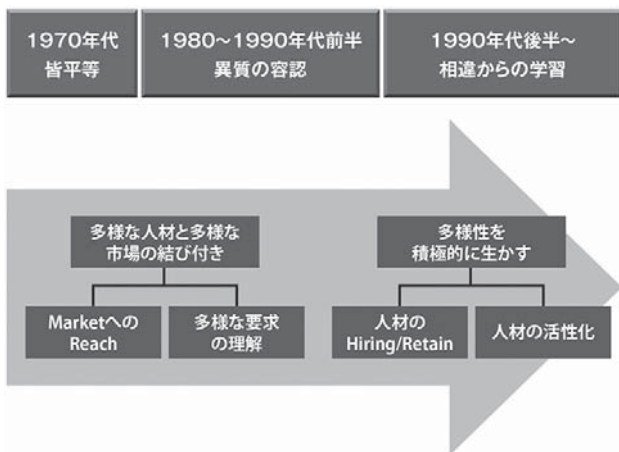 1970年代
皆平等
1980～1990年代前半
異質の容認
1990年代後半～
相違からの学習
多様な人材と多様な
市場の結び付き
多様性を
積極的に生かす
Marketへの
Reach
多様な要求
の理解
人材の
Hiring/Retain
人材の活性化